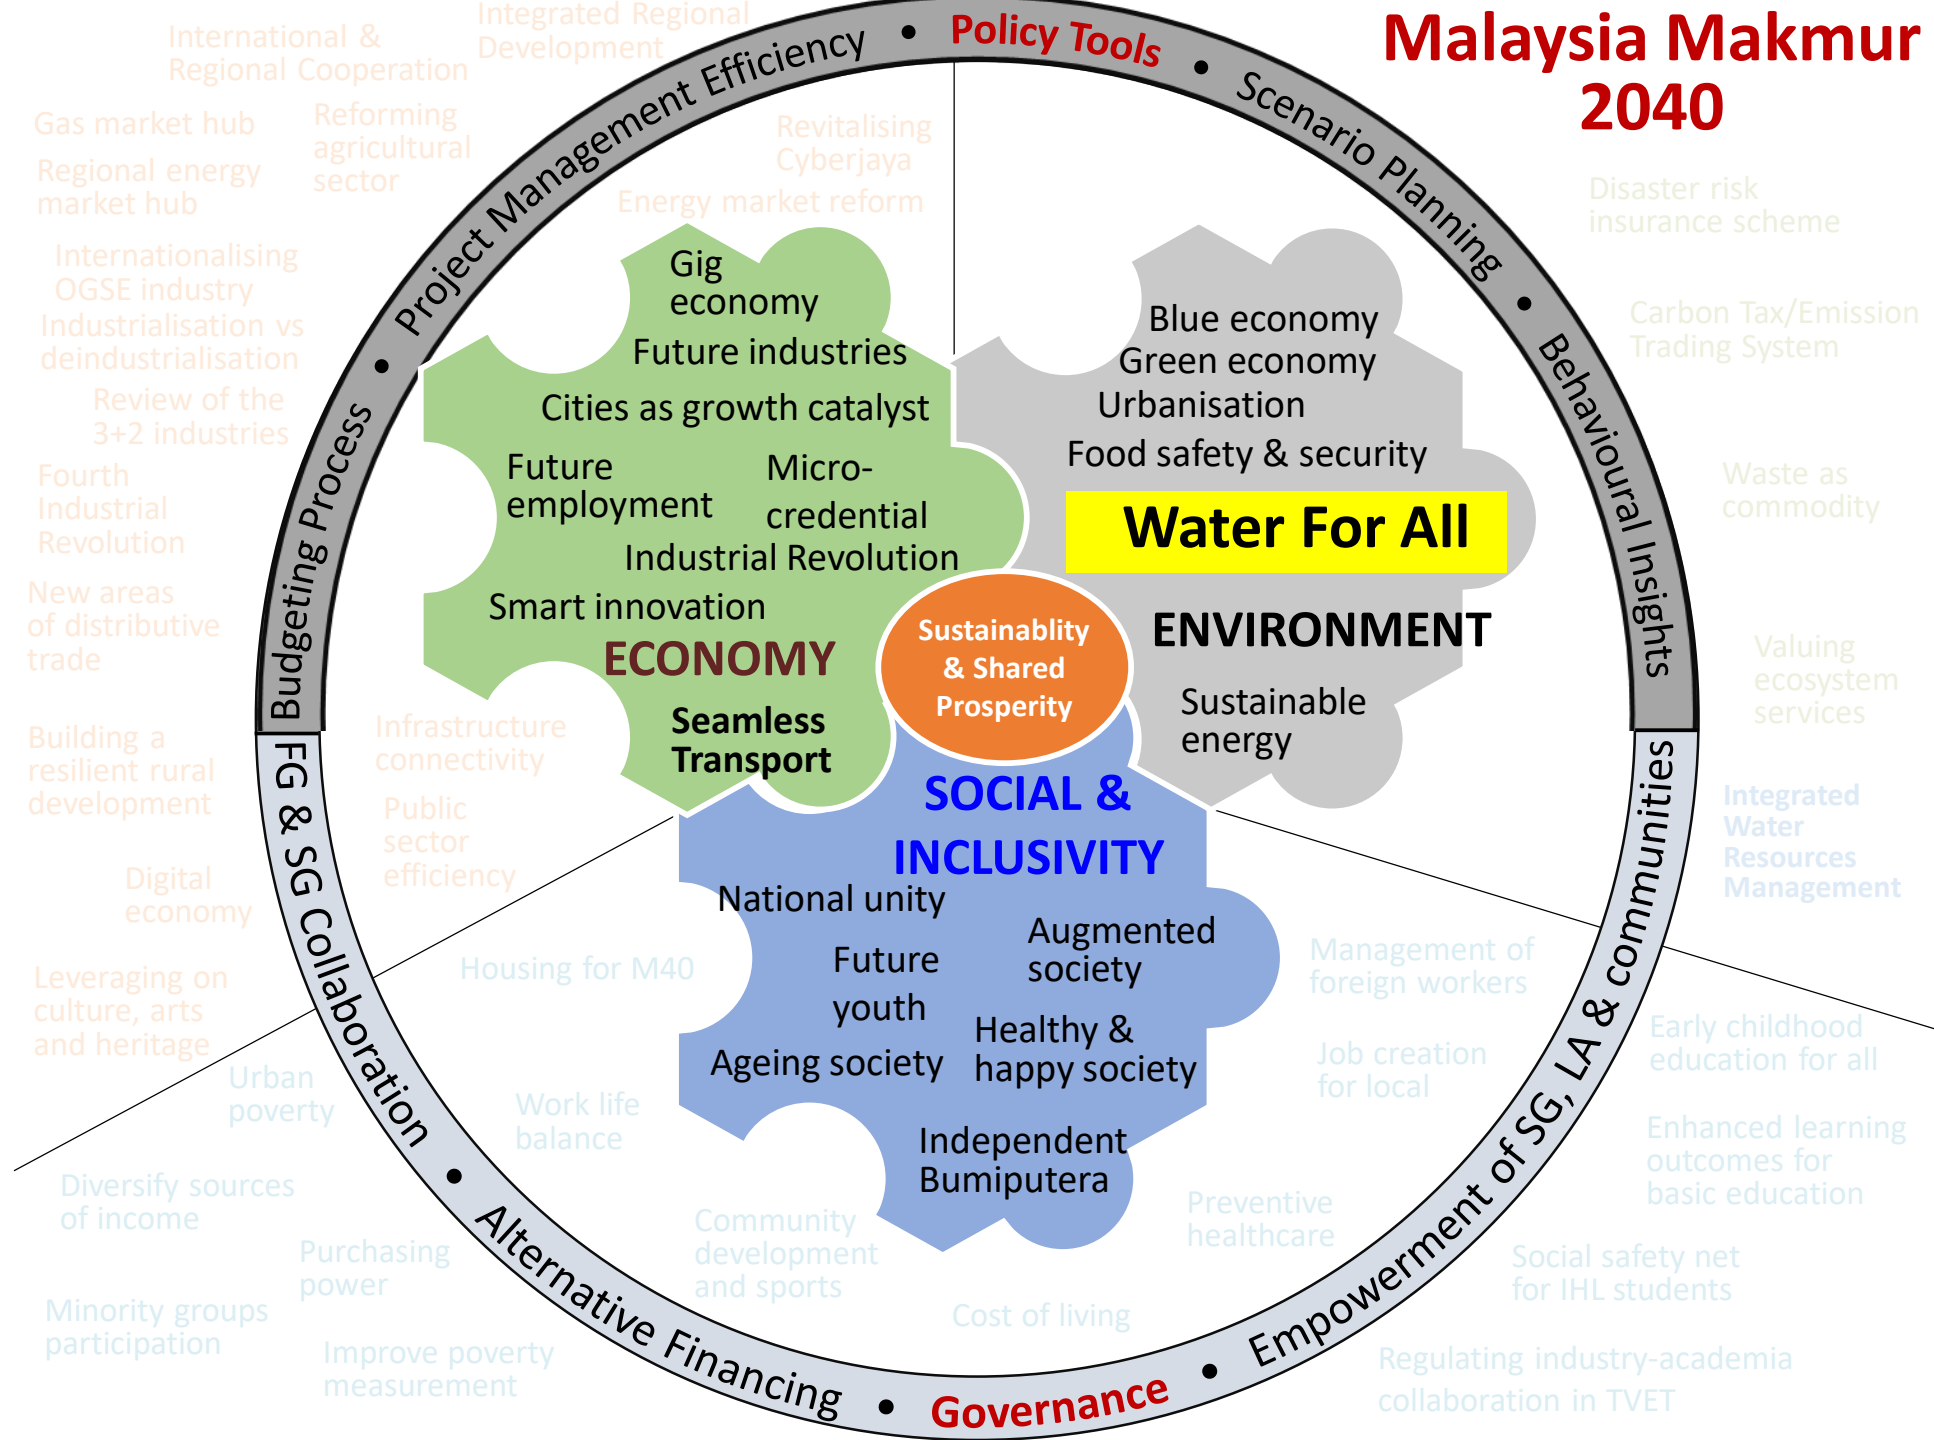 Malaysia Makmur
2040
Budgeting Process • Project Management Efficiency • Policy Tools • Scenario Planning • Behavioural Insights
FG & SG Collaboration • Alternative Financing • Governance • Empowerment of SG, LA & communities
International &
Regional Cooperation
Integrated Regional
Development
Gas market hub
Reforming
agricultural
sector
Regional energy
market hub
Revitalising
Cyberjaya
Energy market reform
Internationalising
OGSE industry
Industrialisation vs
deindustrialisation
Review of the
3+2 industries
Fourth
Industrial
Revolution
New areas
of distributive
trade
Building a
resilient rural
development
Infrastructure
connectivity
Public
sector
efficiency
Digital
economy
Leveraging on
culture, arts
and heritage
Gig
economy
Future industries
Cities as growth catalyst
Future
employment
Micro-
credential
Industrial Revolution
Smart innovation
ECONOMY
Seamless
Transport
Blue economy
Green economy
Urbanisation
Food safety & security
Water For All
ENVIRONMENT
Sustainable
energy
Sustainablity
& Shared
Prosperity
SOCIAL &
INCLUSIVITY
National unity
Augmented
society
Future
youth
Healthy &
happy society
Ageing society
Independent
Bumiputera
Disaster risk
insurance scheme
Carbon Tax/Emission
Trading System
Waste as
commodity
Valuing
ecosystem
services
Integrated
Water
Resources
Management
Housing for M40
Urban
poverty
Work life
balance
Diversify sources
of income
Purchasing
power
Minority groups
participation
Improve poverty
measurement
Community
development
and sports
Cost of living
Preventive
healthcare
Management of
foreign workers
Job creation
for local
Early childhood
education for all
Enhanced learning
outcomes for
basic education
Social safety net
for IHL students
Regulating industry-academia
collaboration in TVET